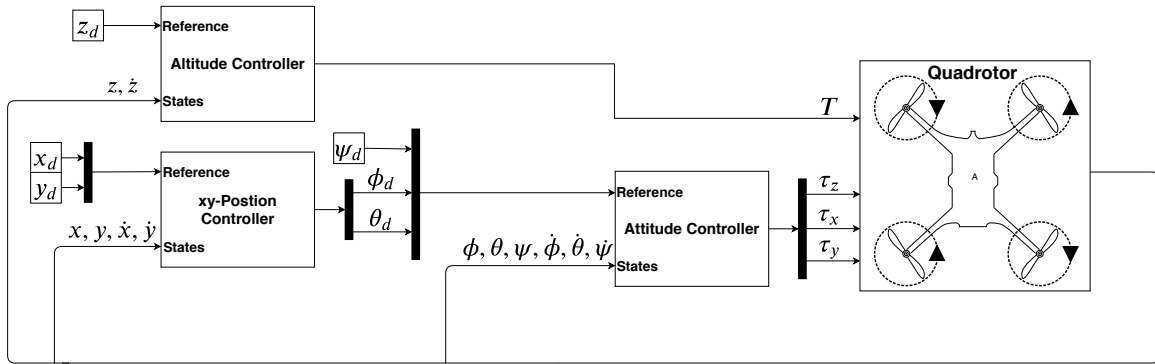 z_d
Reference
Altitude Controller
z, ż
States
Quadrotor
T
x_d
y_d
Reference
xy-Postion
Controller
x, y, ẋ, ẏ
States
ψ_d
ϕ_d
θ_d
Reference
Attitude Controller
ϕ, θ, ψ, ϕ̇, θ̇, ψ̇
States
τ_z
τ_x
τ_y
A